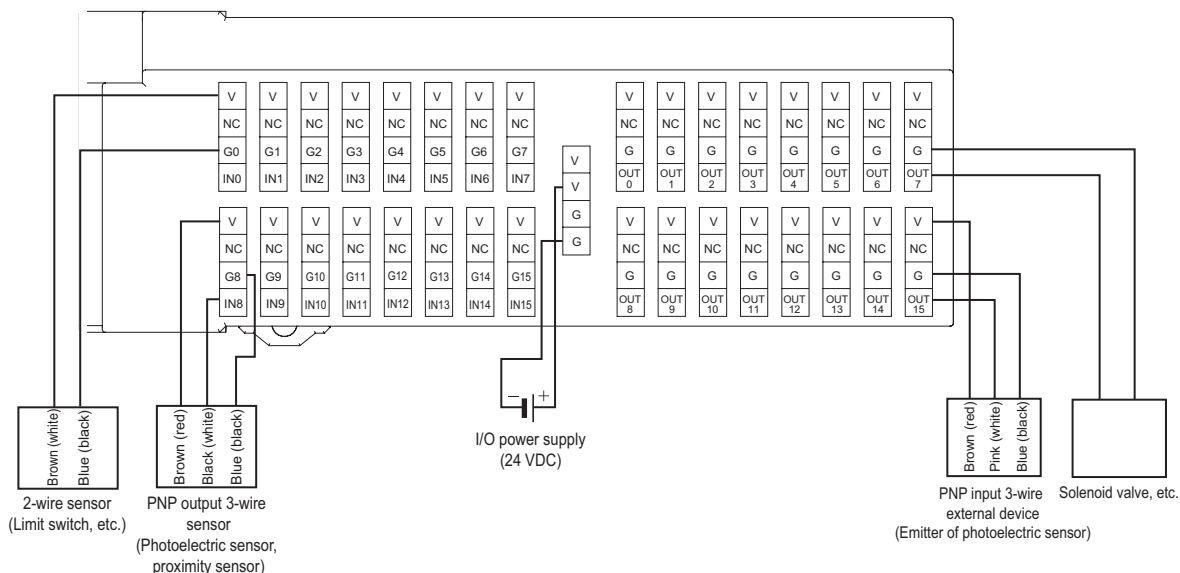 V V V V V V V V
NC NC NC NC NC NC NC NC
G0 G1 G2 G3 G4 G5 G6 G7
IN0 IN1 IN2 IN3 IN4 IN5 IN6 IN7
V V V V V V V V
NC NC NC NC NC NC NC NC
G8 G9 G10 G11 G12 G13 G14 G15
IN8 IN9 IN10 IN11 IN12 IN13 IN14 IN15
V
V
G
G
V V V V V V V V
NC NC NC NC NC NC NC NC
G G G G G G G G
OUT 0 OUT 1 OUT 2 OUT 3 OUT 4 OUT 5 OUT 6 OUT 7
V V V V V V V V
NC NC NC NC NC NC NC NC
G G G G G G G G
OUT 8 OUT 9 OUT 10 OUT 11 OUT 12 OUT 13 OUT 14 OUT 15
Brown (white)
Blue (black)
2-wire sensor
(Limit switch, etc.)
Brown (red)
Black (white)
Blue (black)
PNP output 3-wire
sensor
(Photoelectric sensor,
proximity sensor)
− +
I/O power supply
(24 VDC)
Brown (red)
Pink (white)
Blue (black)
PNP input 3-wire
external device
(Emitter of photoelectric sensor)
Solenoid valve, etc.